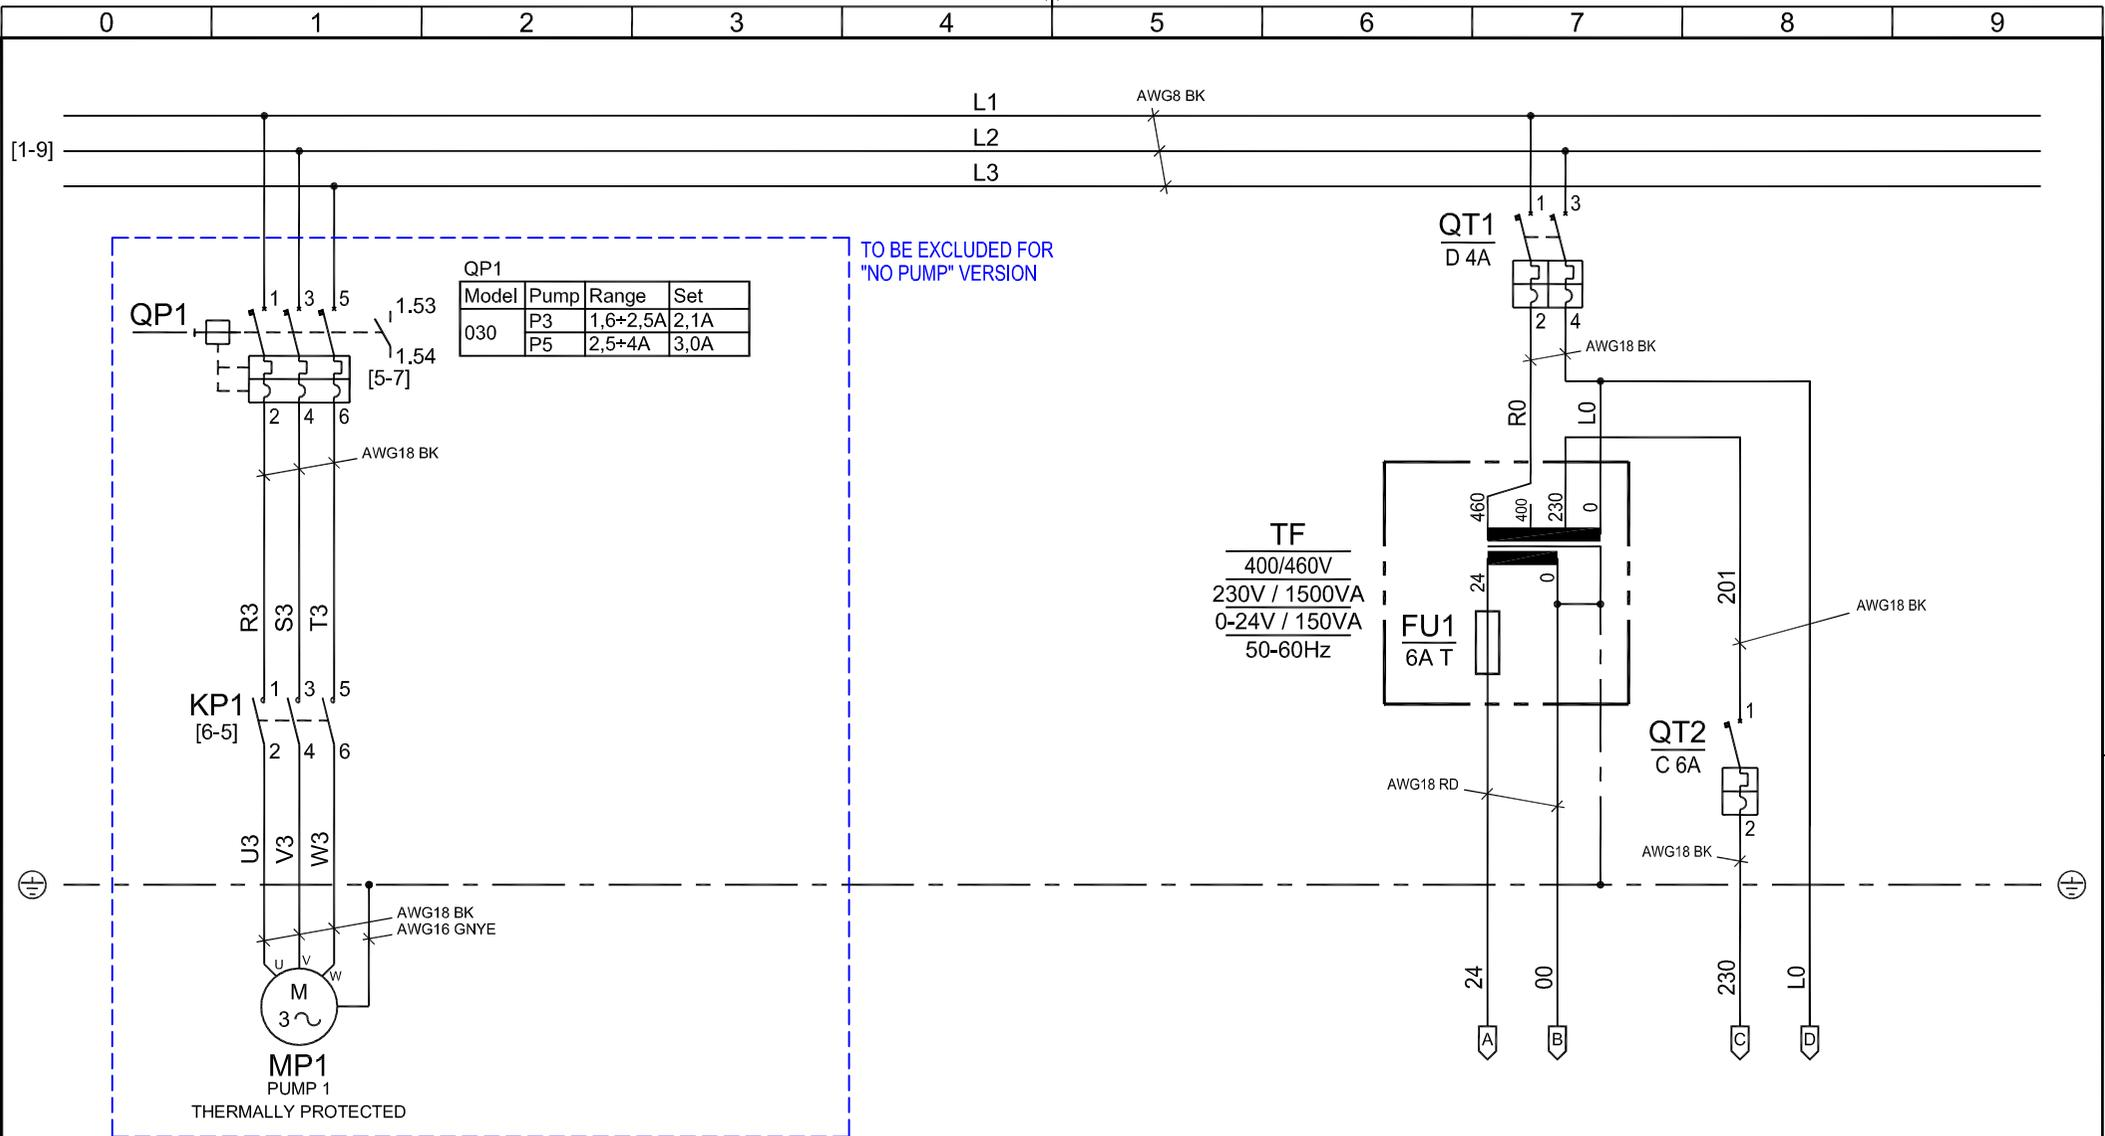 0 1 2 3 4 5 6 7 8 9
L1
AWG8 BK
[1-9]
L2
L3
TO BE EXCLUDED FOR
"NO PUMP" VERSION
QP1
Model Pump Range Set
030
P3 1,6÷2,5A 2,1A
P5 2,5÷4A 3,0A
QP1
1 3 5
1.53
1.54
[5-7]
2 4 6
AWG18 BK
R3 S3 T3
KP1
[6-5]
1 3 5
2 4 6
U3 V3 W3
AWG18 BK
AWG16 GNYE
U V W
M
3
MP1
PUMP 1
THERMALLY PROTECTED
QT1
D 4A
1 3
2 4
AWG18 BK
R0 L0
460 400 230 0
TF
400/460V
230V / 1500VA
0-24V / 150VA
50-60Hz
24 0
FU1
6A T
201
AWG18 BK
QT2
C 6A
1
2
AWG18 RD
AWG18 BK
24 00 230 L0
A B C D